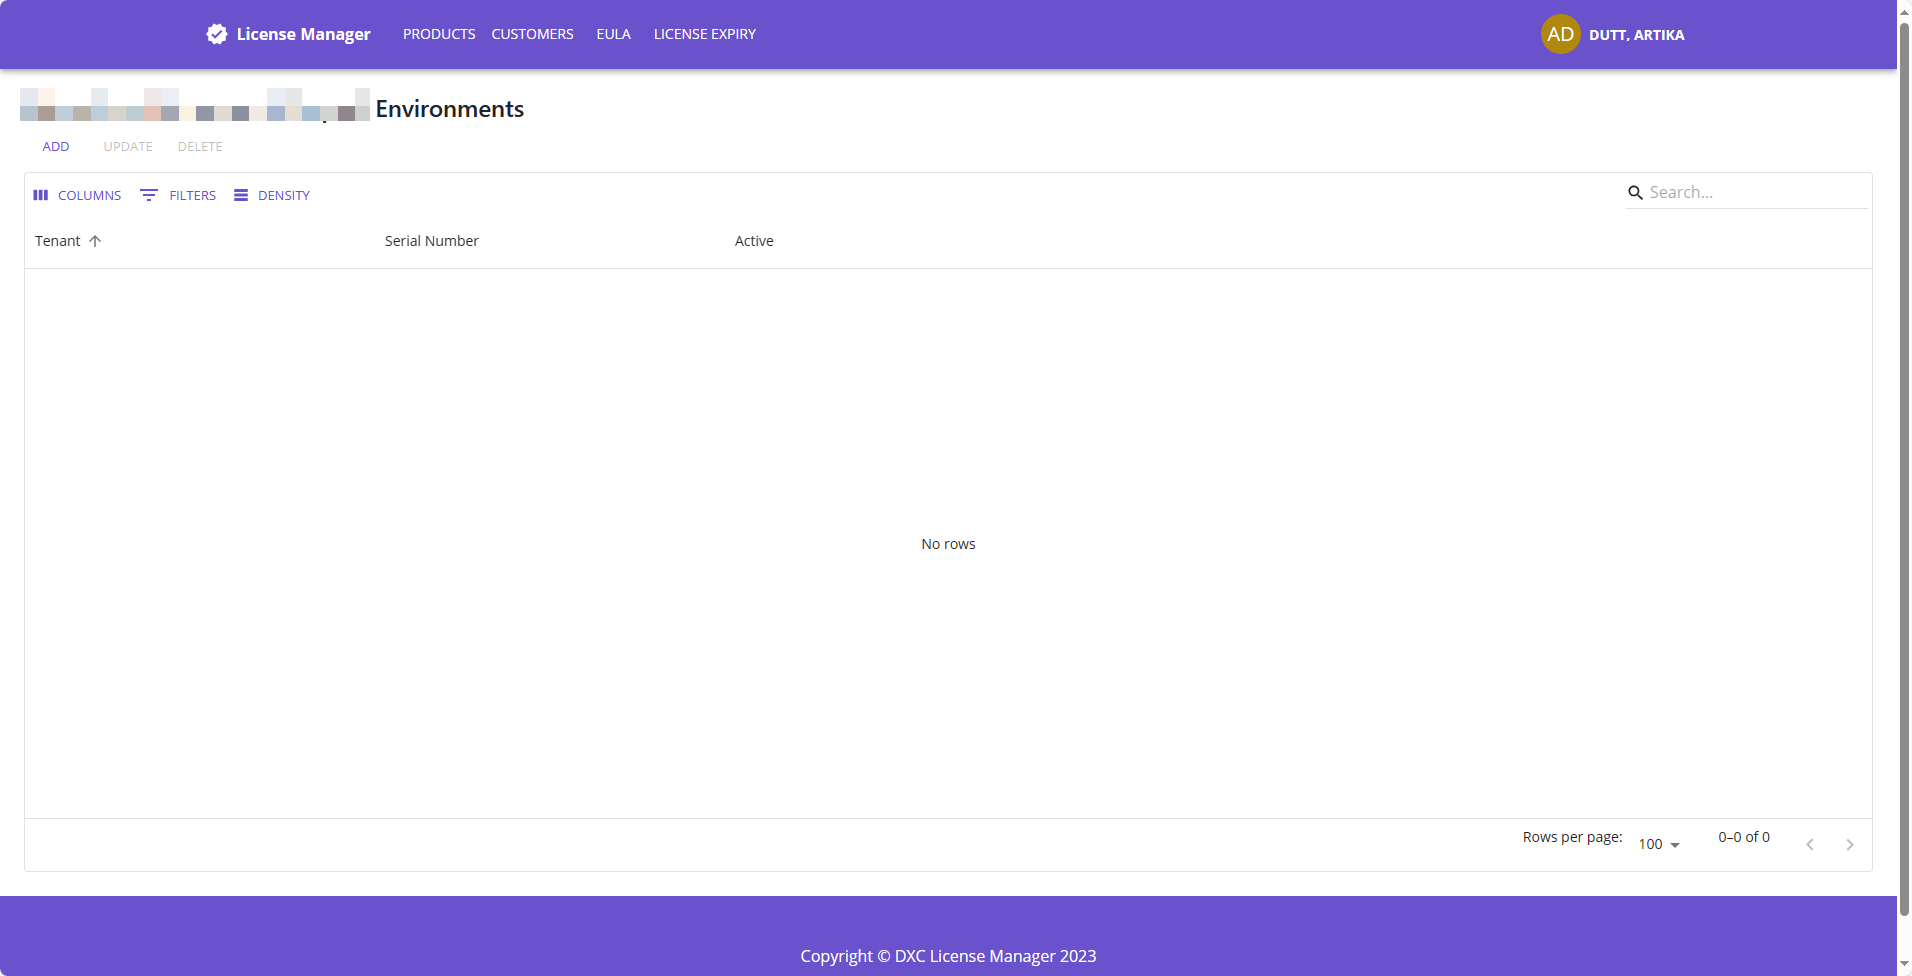 License Manager PRODUCTS CUSTOMERS EULA LICENSE EXPIRY AD DUTT, ARTIKA
Environments
ADD UPDATE DELETE
COLUMNS FILTERS DENSITY Search...
Tenant Serial Number Active
No rows
Rows per page: 100 0–0 of 0
Copyright © DXC License Manager 2023